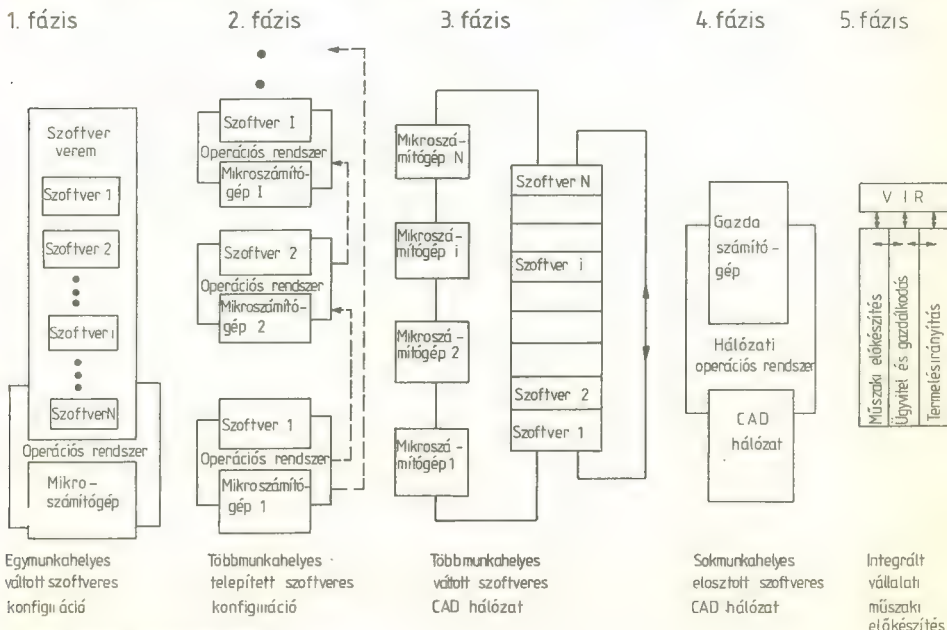 1. fázis
Szoftver
verem
Szoftver 1
Szoftver 2
Szoftver i
Szoftver N
Operációs rendszer
Mikro-
számítógép
Egymunkahelyes
váltott szoftveres
konfiguráció
2. fázis
Szoftver I
Operációs rendszer
Mikroszámító-
gép I
Szoftver 2
Operációs rendszer
Mikroszámító-
gép 2
Szoftver 1
Operációs rendszer
Mikroszámító-
gép 1
Többmunkahelyes
telepített szoftveres
konfiguráció
3. fázis
Mikroszá-
mítógép N
Mikroszá-
mítógép i
Mikroszá-
mítógép 2
Mikroszá-
mítógép 1
Szoftver N
Szoftver i
Szoftver 2
Szoftver 1
Többmunkahelyes
váltott szoftveres
CAD hálózat
4. fázis
Gazda
számító-
gép
Hálózati
operációs rendszer
CAD
hálózat
Sokmunkahelyes
elosztott szoftveres
CAD hálózat
5. fázis
V I R
Műszaki előkészítés
Ügyvitel és gazdálkodás
Termelésirányítás
Integrált
vállalati
műszaki
előkészítés